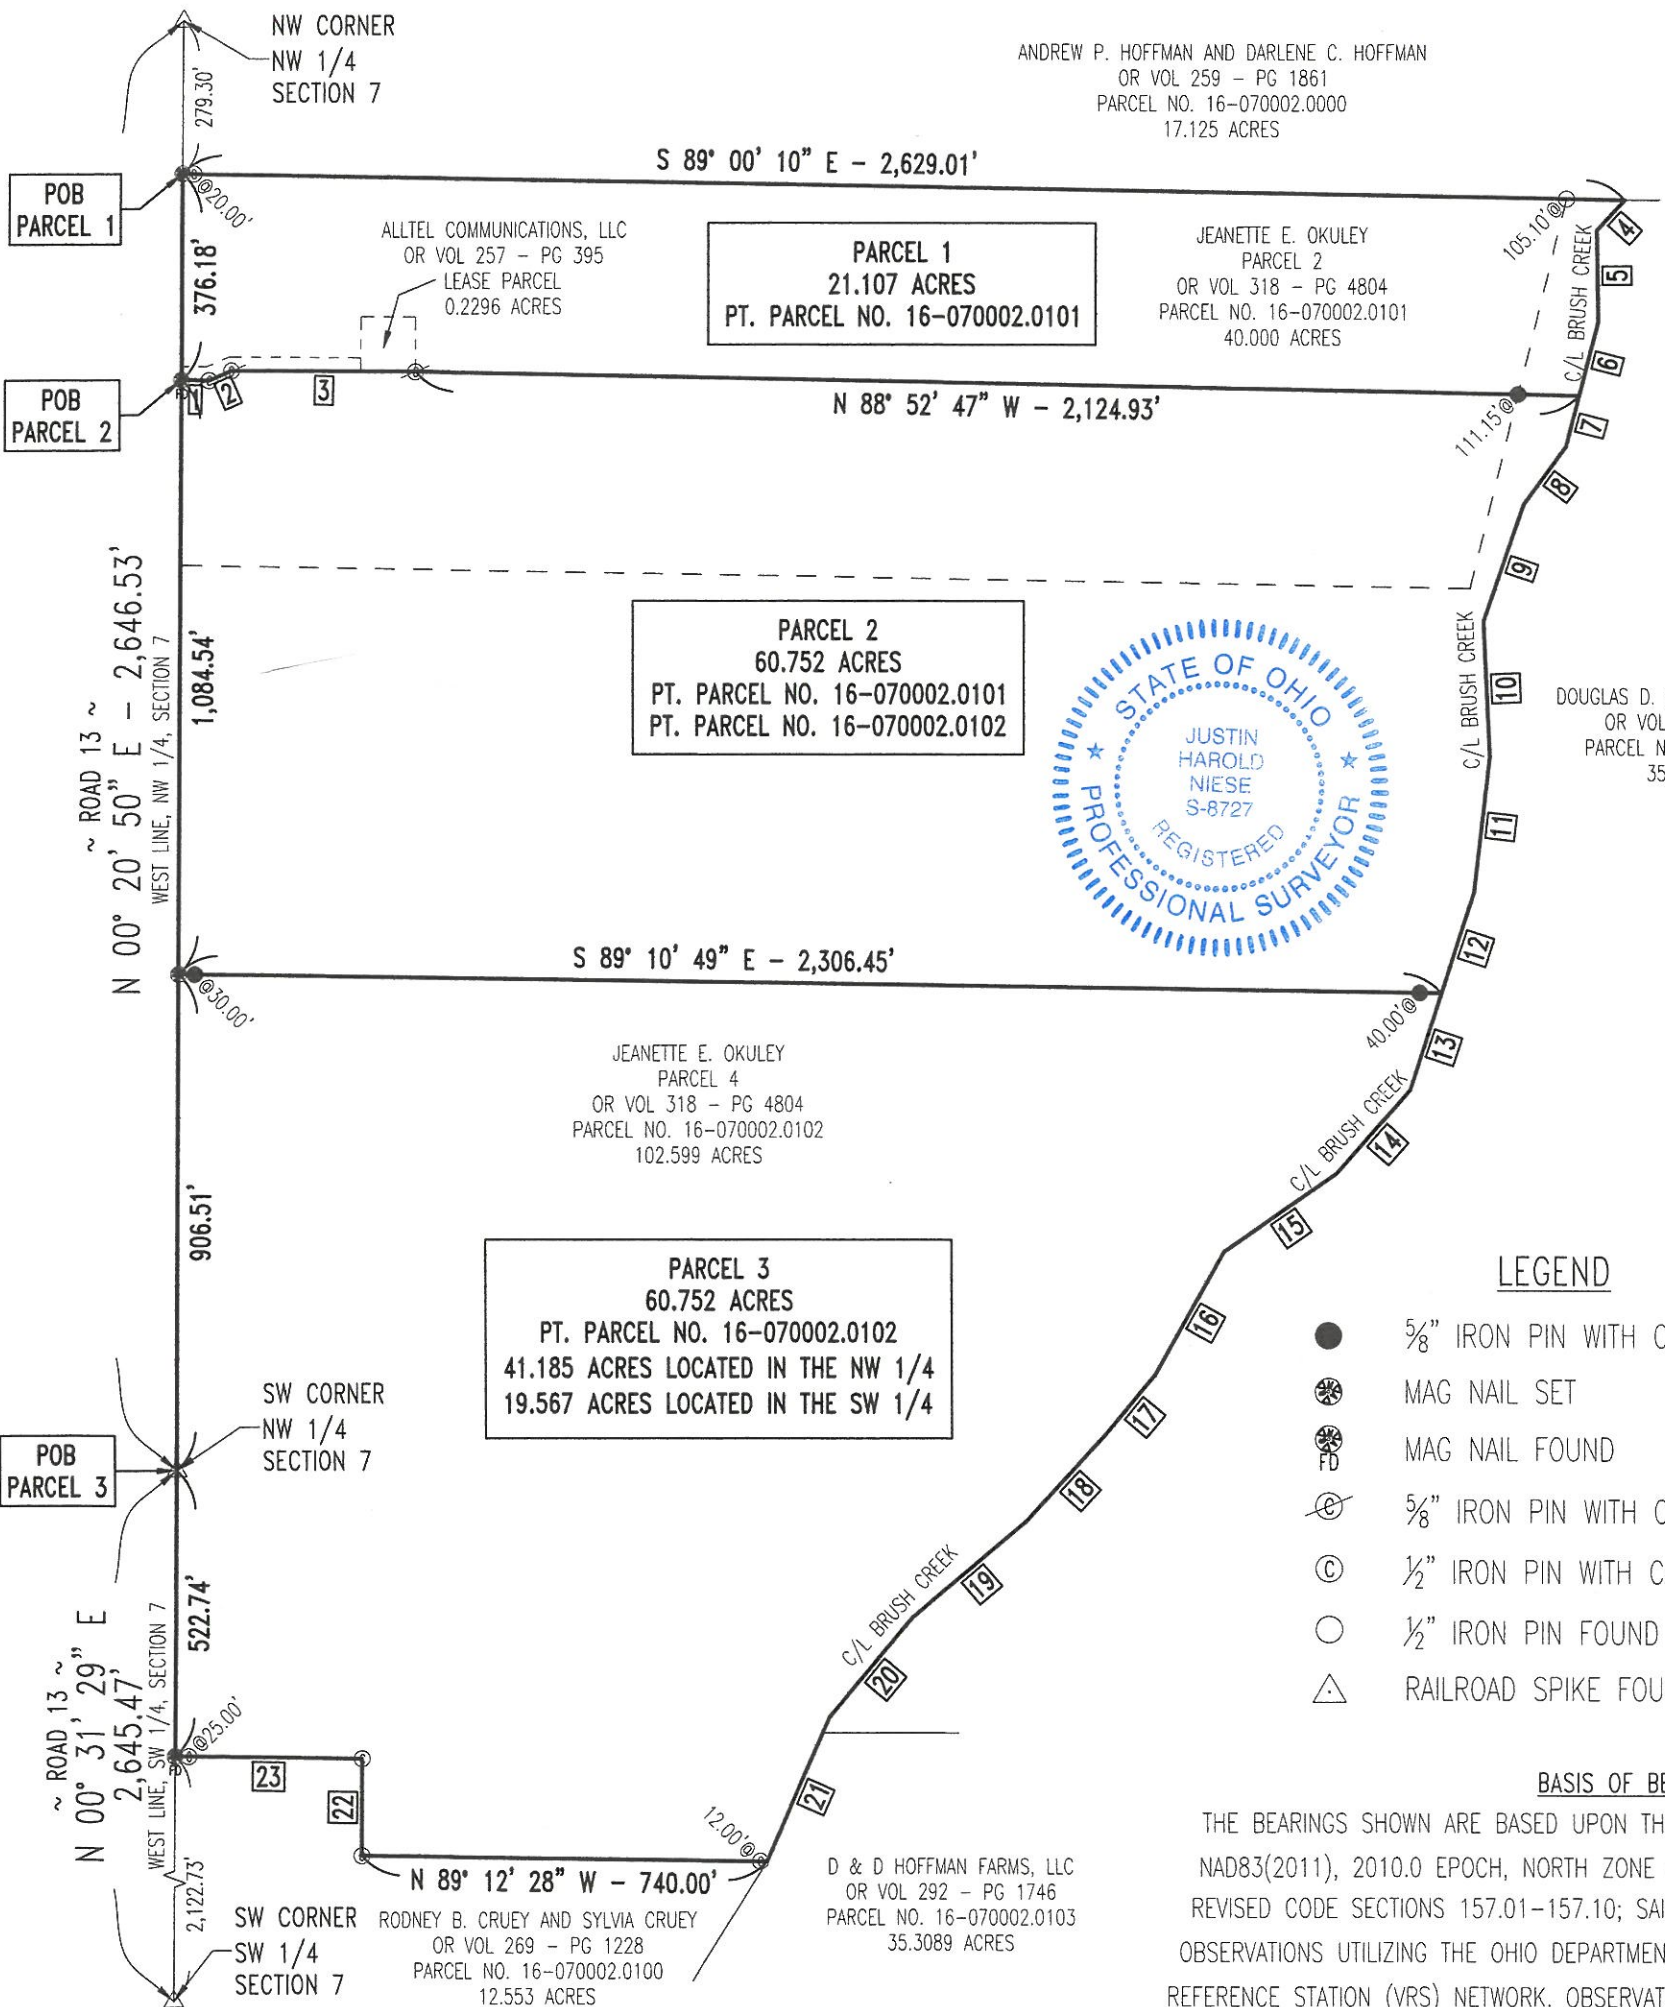 NW CORNER
NW 1/4
SECTION 7
279.30'
ANDREW P. HOFFMAN AND DARLENE C. HOFFMAN
OR VOL 259 - PG 1861
PARCEL NO. 16-070002.0000
17.125 ACRES
S 89° 00' 10" E - 2,629.01'
POB
PARCEL 1
@20.00'
376.18'
ALLTEL COMMUNICATIONS, LLC
OR VOL 257 - PG 395
LEASE PARCEL
0.2296 ACRES
PARCEL 1
21.107 ACRES
PT. PARCEL NO. 16-070002.0101
JEANETTE E. OKULEY
PARCEL 2
OR VOL 318 - PG 4804
PARCEL NO. 16-070002.0101
40.000 ACRES
105.10'@
4
5
C/L BRUSH CREEK
6
POB
PARCEL 2
FD
1
2
3
N 88° 52' 47" W - 2,124.93'
111.15'@
7
8
9
~ ROAD 13 ~
N 00° 20' 50" E - 2,646.53'
WEST LINE, NW 1/4, SECTION 7
1,084.54'
PARCEL 2
60.752 ACRES
PT. PARCEL NO. 16-070002.0101
PT. PARCEL NO. 16-070002.0102
STATE OF OHIO
JUSTIN
HAROLD
NIESE
S-8727
REGISTERED
PROFESSIONAL SURVEYOR
C/L BRUSH CREEK
10
DOUGLAS D.
OR VOL
PARCEL N
35
11
12
S 89° 10' 49" E - 2,306.45'
@30.00'
40.00'@
13
JEANETTE E. OKULEY
PARCEL 4
OR VOL 318 - PG 4804
PARCEL NO. 16-070002.0102
102.599 ACRES
C/L BRUSH CREEK
14
15
906.51'
PARCEL 3
60.752 ACRES
PT. PARCEL NO. 16-070002.0102
41.185 ACRES LOCATED IN THE NW 1/4
19.567 ACRES LOCATED IN THE SW 1/4
16
17
18
SW CORNER
NW 1/4
SECTION 7
POB
PARCEL 3
LEGEND
5/8" IRON PIN WITH C
MAG NAIL SET
FD
MAG NAIL FOUND
C
5/8" IRON PIN WITH C
C
1/2" IRON PIN WITH C
1/2" IRON PIN FOUND
RAILROAD SPIKE FOU
C/L BRUSH CREEK
19
20
21
~ ROAD 13 ~
N 00° 31' 29" E
2,645.47'
WEST LINE, SW 1/4, SECTION 7
522.74'
@25.00'
FD
23
22
12.00'@
N 89° 12' 28" W - 740.00'
2,122.73'
SW CORNER
SW 1/4
SECTION 7
RODNEY B. CRUEY AND SYLVIA CRUEY
OR VOL 269 - PG 1228
PARCEL NO. 16-070002.0100
12.553 ACRES
D & D HOFFMAN FARMS, LLC
OR VOL 292 - PG 1746
PARCEL NO. 16-070002.0103
35.3089 ACRES
BASIS OF BE
THE BEARINGS SHOWN ARE BASED UPON TH
NAD83(2011), 2010.0 EPOCH, NORTH ZONE
REVISED CODE SECTIONS 157.01-157.10; SAI
OBSERVATIONS UTILIZING THE OHIO DEPARTMEN
REFERENCE STATION (VRS) NETWORK. OBSERVAT